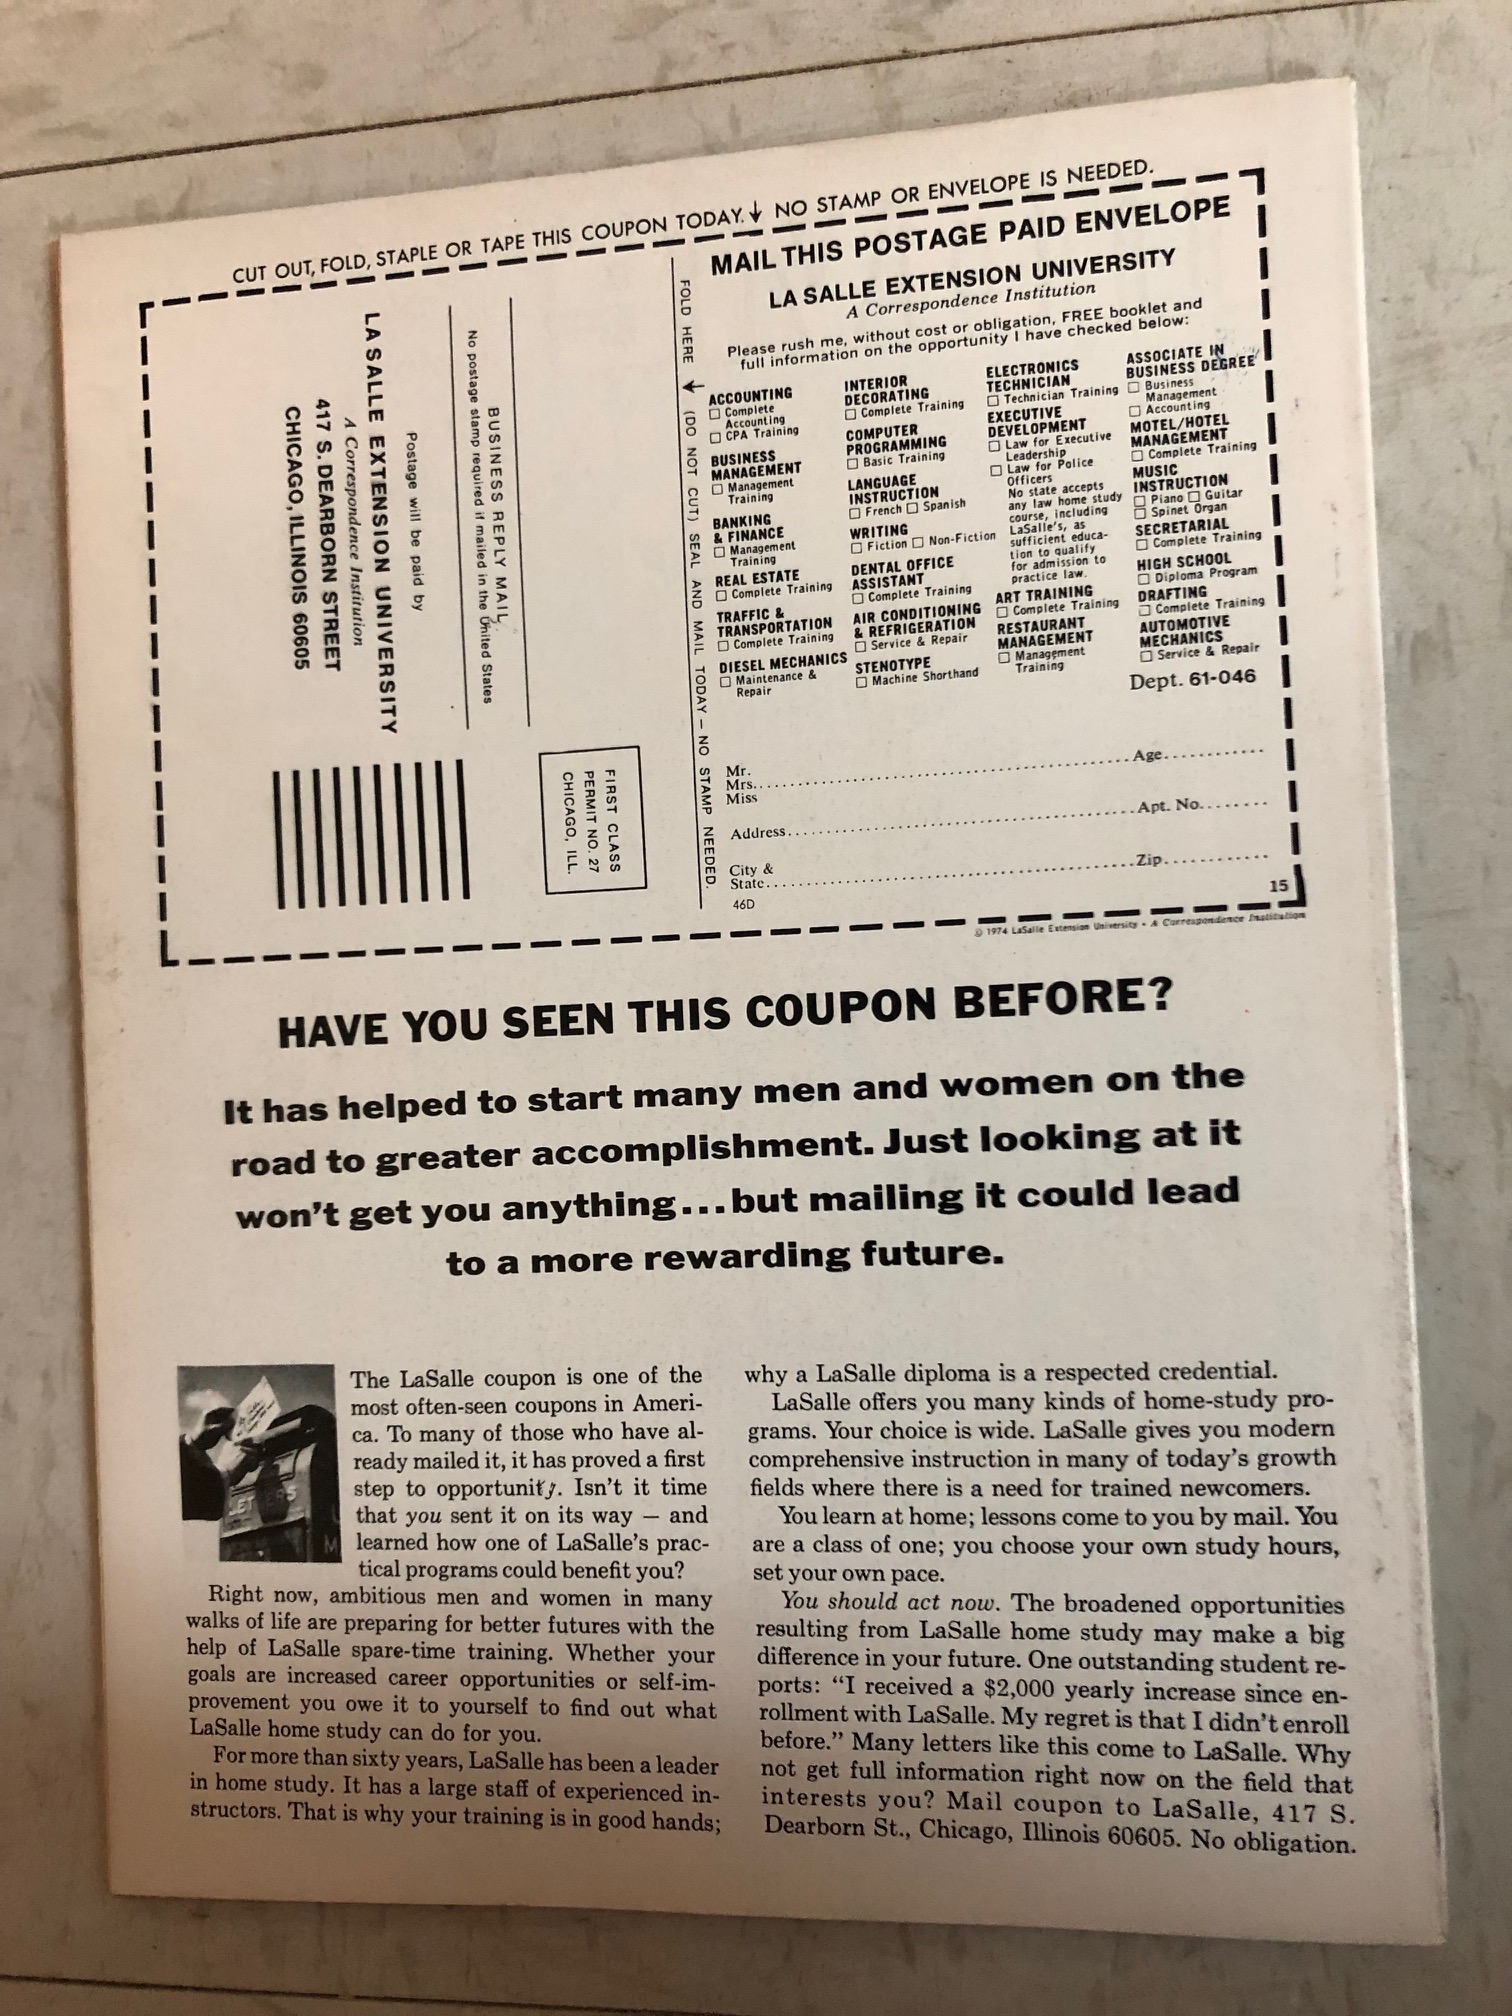 CUT OUT, FOLD, STAPLE OR TAPE THIS COUPON TODAY. ↓ NO STAMP OR ENVELOPE IS NEEDED.
No postage stamp required if mailed in the United States
BUSINESS REPLY MAIL
Postage will be paid by
LA SALLE EXTENSION UNIVERSITY
A Correspondence Institution
417 S. DEARBORN STREET
CHICAGO, ILLINOIS 60605
FIRST CLASS
PERMIT NO. 27
CHICAGO, ILL.
FOLD HERE ↓ (DO NOT CUT) SEAL AND MAIL TODAY — NO STAMP NEEDED.
MAIL THIS POSTAGE PAID ENVELOPE
LA SALLE EXTENSION UNIVERSITY
A Correspondence Institution
Please rush me, without cost or obligation, FREE booklet and
full information on the opportunity I have checked below:
ACCOUNTING
☐ Complete
Accounting
☐ CPA Training
BUSINESS
MANAGEMENT
☐ Management
Training
BANKING
& FINANCE
☐ Management
Training
REAL ESTATE
☐ Complete Training
TRAFFIC &
TRANSPORTATION
☐ Complete Training
DIESEL MECHANICS
☐ Maintenance &
Repair
INTERIOR
DECORATING
☐ Complete Training
COMPUTER
PROGRAMMING
☐ Basic Training
LANGUAGE
INSTRUCTION
☐ French ☐ Spanish
WRITING
☐ Fiction ☐ Non-Fiction
DENTAL OFFICE
ASSISTANT
☐ Complete Training
AIR CONDITIONING
& REFRIGERATION
☐ Service & Repair
STENOTYPE
☐ Machine Shorthand
ELECTRONICS
TECHNICIAN
☐ Technician Training
EXECUTIVE
DEVELOPMENT
☐ Law for Executive
Leadership
☐ Law for Police
Officers
No state accepts
any law home study
course, including
LaSalle's, as
sufficient educa-
tion to qualify
for admission to
practice law.
ART TRAINING
☐ Complete Training
RESTAURANT
MANAGEMENT
☐ Management
Training
ASSOCIATE IN
BUSINESS DEGREE
☐ Business
Management
☐ Accounting
MOTEL/HOTEL
MANAGEMENT
☐ Complete Training
MUSIC
INSTRUCTION
☐ Piano ☐ Guitar
☐ Spinet Organ
SECRETARIAL
☐ Complete Training
HIGH SCHOOL
☐ Diploma Program
DRAFTING
☐ Complete Training
AUTOMOTIVE
MECHANICS
☐ Service & Repair
Dept. 61-046
Mr.
Mrs. Age
Miss
Address Apt. No.
City &
State Zip
46D
15
© 1974 LaSalle Extension University • A Correspondence Institution
HAVE YOU SEEN THIS COUPON BEFORE?
It has helped to start many men and women on the
road to greater accomplishment. Just looking at it
won't get you anything...but mailing it could lead
to a more rewarding future.
The LaSalle coupon is one of the
most often-seen coupons in Ameri-
ca. To many of those who have al-
ready mailed it, it has proved a first
step to opportunity. Isn't it time
that you sent it on its way — and
learned how one of LaSalle's prac-
tical programs could benefit you?
Right now, ambitious men and women in many
walks of life are preparing for better futures with the
help of LaSalle spare-time training. Whether your
goals are increased career opportunities or self-im-
provement you owe it to yourself to find out what
LaSalle home study can do for you.
For more than sixty years, LaSalle has been a leader
in home study. It has a large staff of experienced in-
structors. That is why your training is in good hands;
why a LaSalle diploma is a respected credential.
LaSalle offers you many kinds of home-study pro-
grams. Your choice is wide. LaSalle gives you modern
comprehensive instruction in many of today's growth
fields where there is a need for trained newcomers.
You learn at home; lessons come to you by mail. You
are a class of one; you choose your own study hours,
set your own pace.
You should act now. The broadened opportunities
resulting from LaSalle home study may make a big
difference in your future. One outstanding student re-
ports: "I received a $2,000 yearly increase since en-
rollment with LaSalle. My regret is that I didn't enroll
before." Many letters like this come to LaSalle. Why
not get full information right now on the field that
interests you? Mail coupon to LaSalle, 417 S.
Dearborn St., Chicago, Illinois 60605. No obligation.